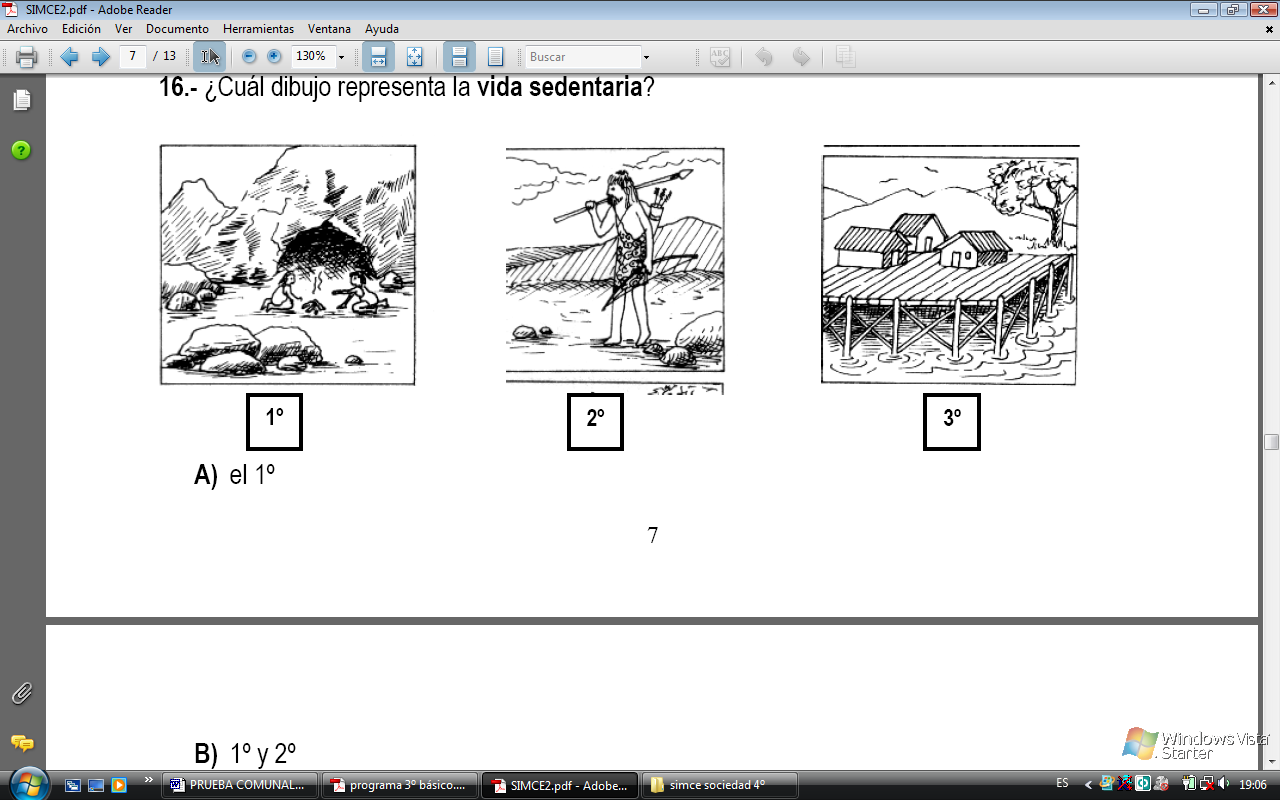 SIMCE2.pdf - Adobe Reader
Archivo Edición Ver Documento Herramientas Ventana Ayuda
7 / 13 130% Buscar
16.- ¿Cuál dibujo representa la vida sedentaria?
1º 2º 3º
A) el 1º
7
B) 1º y 2º
Windows Vista
Starter
PRUEBA COMUNAL... programa 3º básico.... SIMCE2.pdf - Adobe... simce sociedad 4º ES 19:06